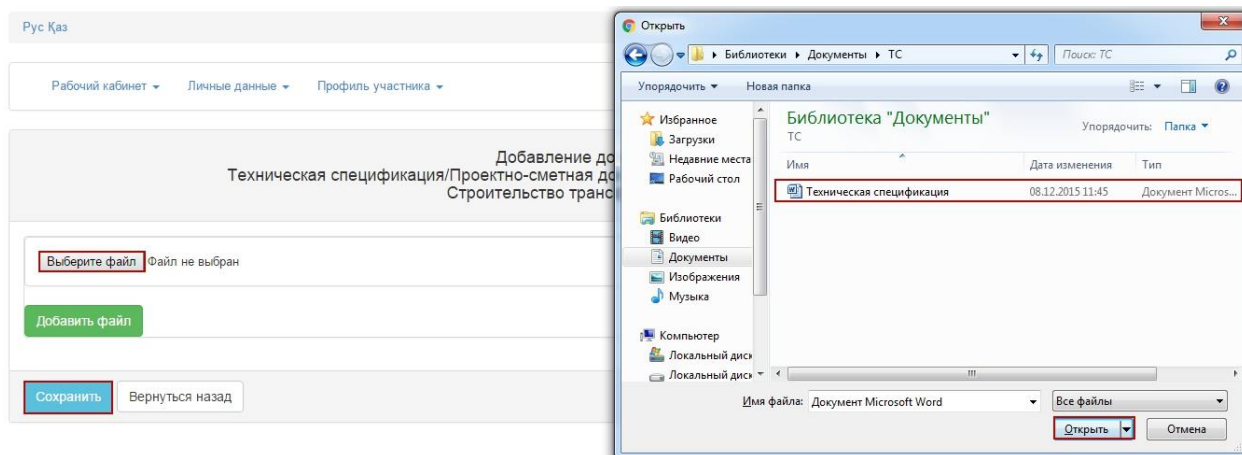 Рус Қаз
Рабочий кабинет Личные данные Профиль участника
Добавление до
Техническая спецификация/Проектно-сметная до
Строительство транс
Выберите файл Файл не выбран
Добавить файл
Сохранить Вернуться назад
Открыть
Библиотеки Документы ТС Поиск: ТС
Упорядочить Новая папка
Избранное
Загрузки
Недавние места
Рабочий стол
Библиотеки
Видео
Документы
Изображения
Музыка
Компьютер
Локальный диск
Локальный диск
Библиотека "Документы"
ТС
Упорядочить: Папка
Имя Дата изменения Тип
Техническая спецификация 08.12.2015 11:45 Документ Micros...
Имя файла: Документ Microsoft Word Все файлы
Открыть Отмена